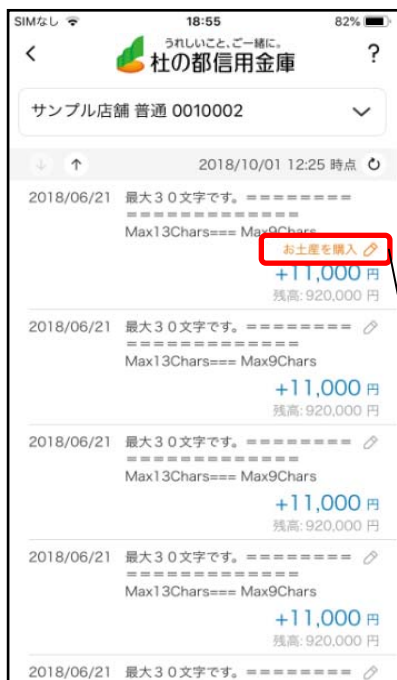 SIMなし 18:55 82%
うれしいこと、ご一緒に。
杜の都信用金庫 ?
サンプル店舗 普通 0010002
2018/10/01 12:25 時点
2018/06/21 最大30文字です。========
=============
Max13Chars=== Max9Chars
お土産を購入
+11,000 円
残高: 920,000 円
2018/06/21 最大30文字です。========
=============
Max13Chars=== Max9Chars
+11,000 円
残高: 920,000 円
2018/06/21 最大30文字です。========
=============
Max13Chars=== Max9Chars
+11,000 円
残高: 920,000 円
2018/06/21 最大30文字です。========
=============
Max13Chars=== Max9Chars
+11,000 円
残高: 920,000 円
2018/06/21 最大30文字です。========